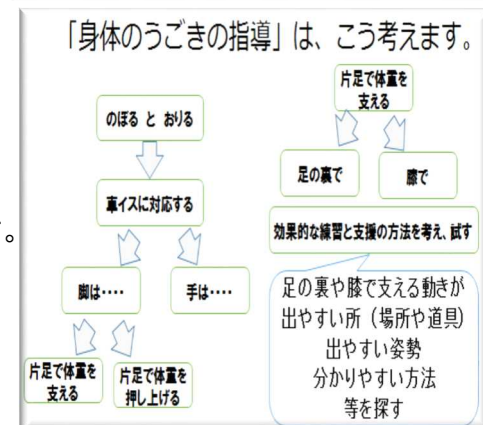 「身体のうごきの指導」は、こう考えます。
のぼる と おりる
車イスに対応する
脚は････
手は････
片足で体重を
支える
片足で体重を
押し上げる
片足で体重を
支える
足の裏で
膝で
効果的な練習と支援の方法を考え、試す
足の裏や膝で支える動きが
出やすい所（場所や道具）
出やすい姿勢
分かりやすい方法
等を探す
。